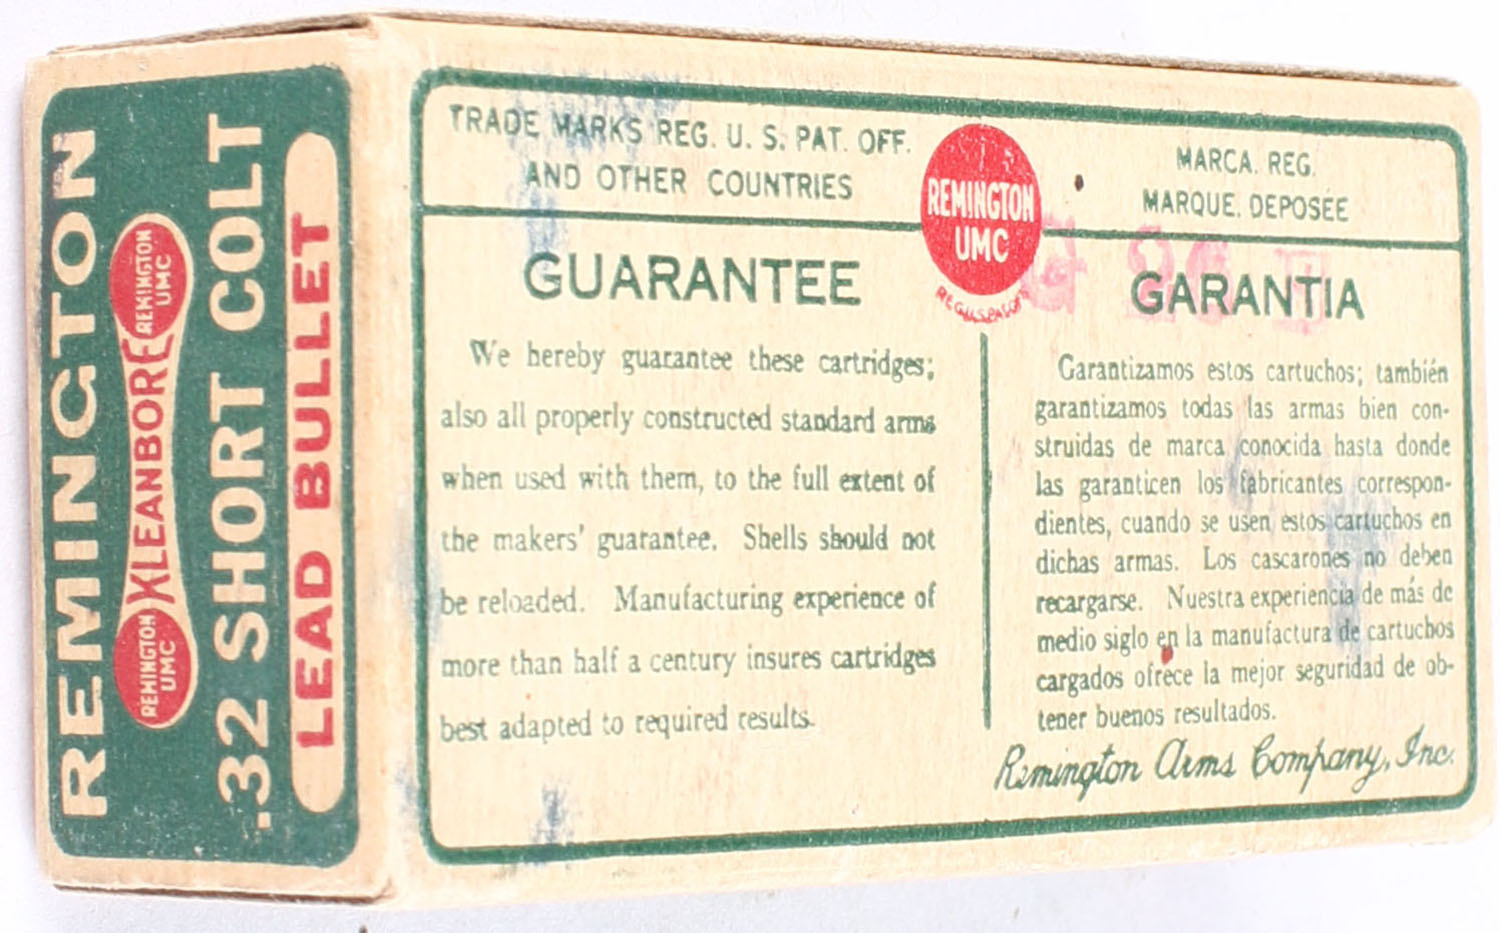 REMINGTON
REMINGTON
UMC
KLEANBORE
REMINGTON
UMC
.32 SHORT COLT
LEAD BULLET
TRADE MARKS REG. U. S. PAT. OFF.
AND OTHER COUNTRIES
REMINGTON
UMC
REG.U.S.PAT.OFF.
MARCA. REG.
MARQUE. DEPOSÉE
GUARANTEE
We hereby guarantee these cartridges;
also all properly constructed standard arms
when used with them, to the full extent of
the makers' guarantee. Shells should not
be reloaded. Manufacturing experience of
more than half a century insures cartridges
best adapted to required results.
GARANTIA
Garantizamos estos cartuchos; también
garantizamos todas las armas bien con-
struidas de marca conocida hasta donde
las garanticen los fabricantes correspon-
dientes, cuando se usen estos cartuchos en
dichas armas. Los cascarones no deben
recargarse. Nuestra experiencia de más de
medio siglo en la manufactura de cartuchos
cargados ofrece la mejor seguridad de ob-
tener buenos resultados.
Remington Arms Company, Inc.